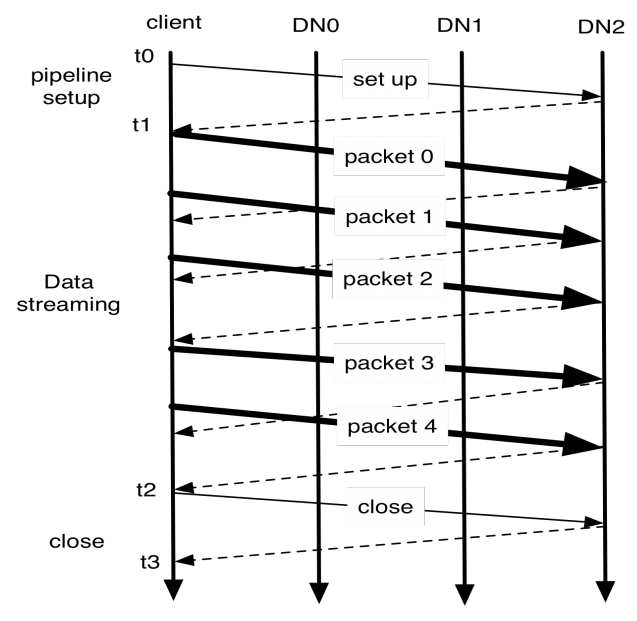 client
DN0
DN1
DN2
t0
pipeline
setup
set up
t1
packet 0
packet 1
Data
streaming
packet 2
packet 3
packet 4
t2
close
close
t3